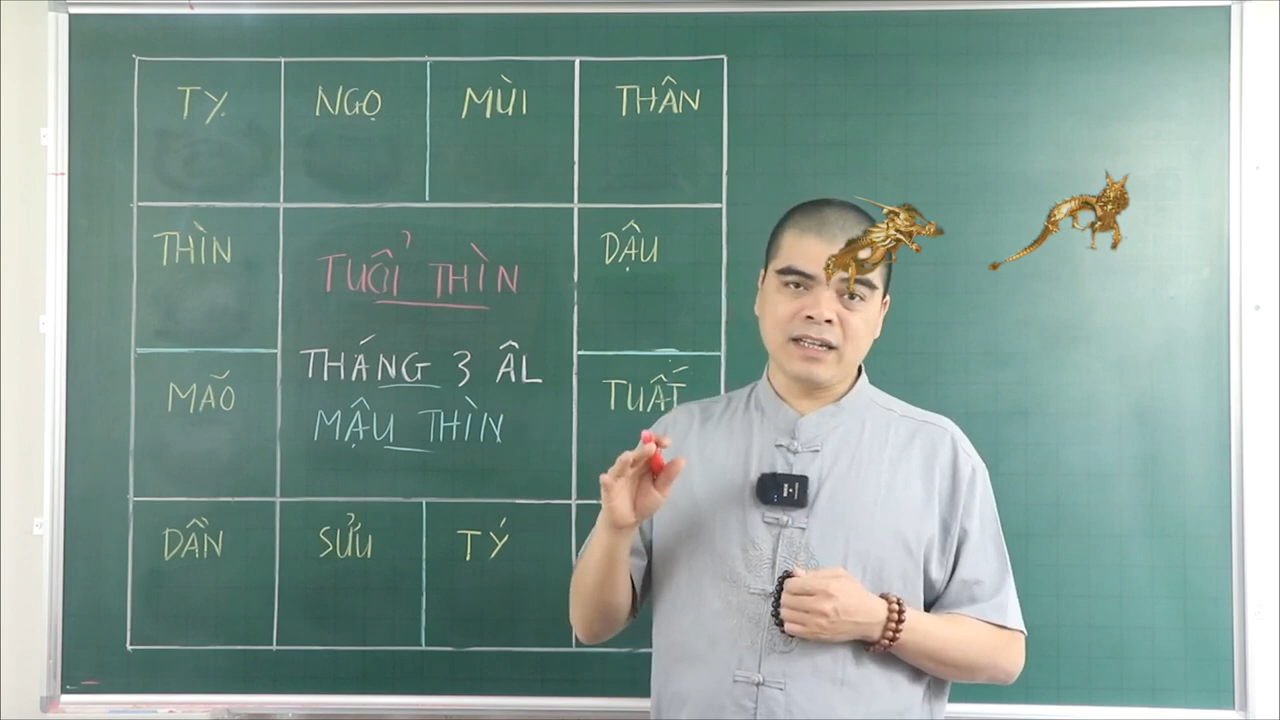 TỴ NGỌ MÙI THÂN
THÌN DẬU
TUỔI THÌN
THÁNG 3 ÂL
MÃO TUẤT
MẬU THÌN
DẦN SỬU TÝ